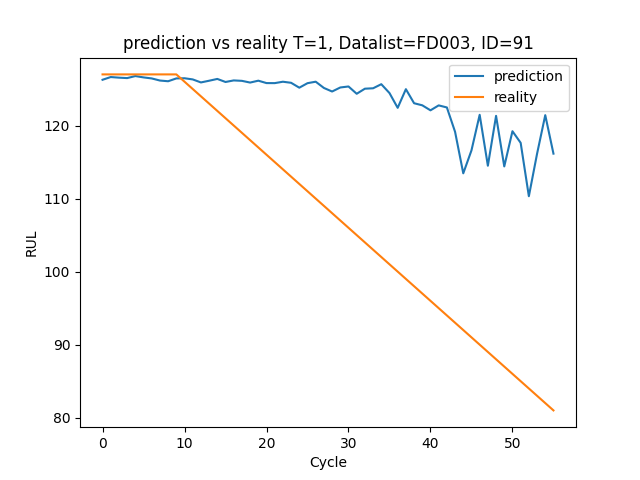 prediction vs reality T=1, Datalist=FD003, ID=91
prediction
reality
RUL
120
110
100
90
80
0 10 20 30 40 50
Cycle